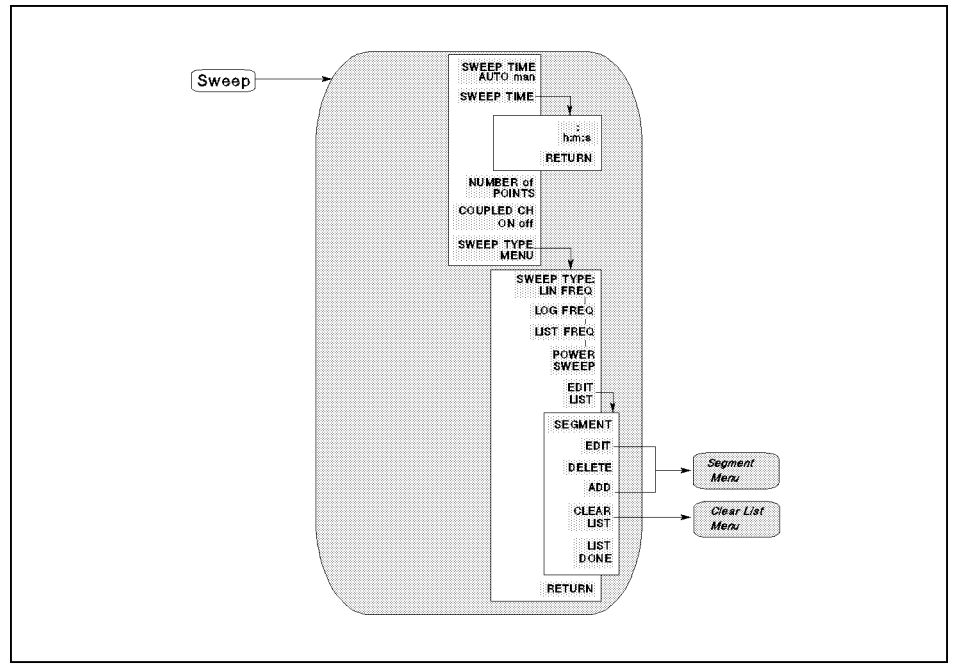 Sweep
SWEEP TIME
AUTO man
SWEEP TIME
:
h:m:s
RETURN
NUMBER of
POINTS
COUPLED CH
ON off
SWEEP TYPE
MENU
SWEEP TYPE:
LIN FREQ
LOG FREQ
LIST FREQ
POWER
SWEEP
EDIT
LIST
SEGMENT
EDIT
DELETE
ADD
CLEAR
LIST
LIST
DONE
RETURN
Segment
Menu
Clear List
Menu